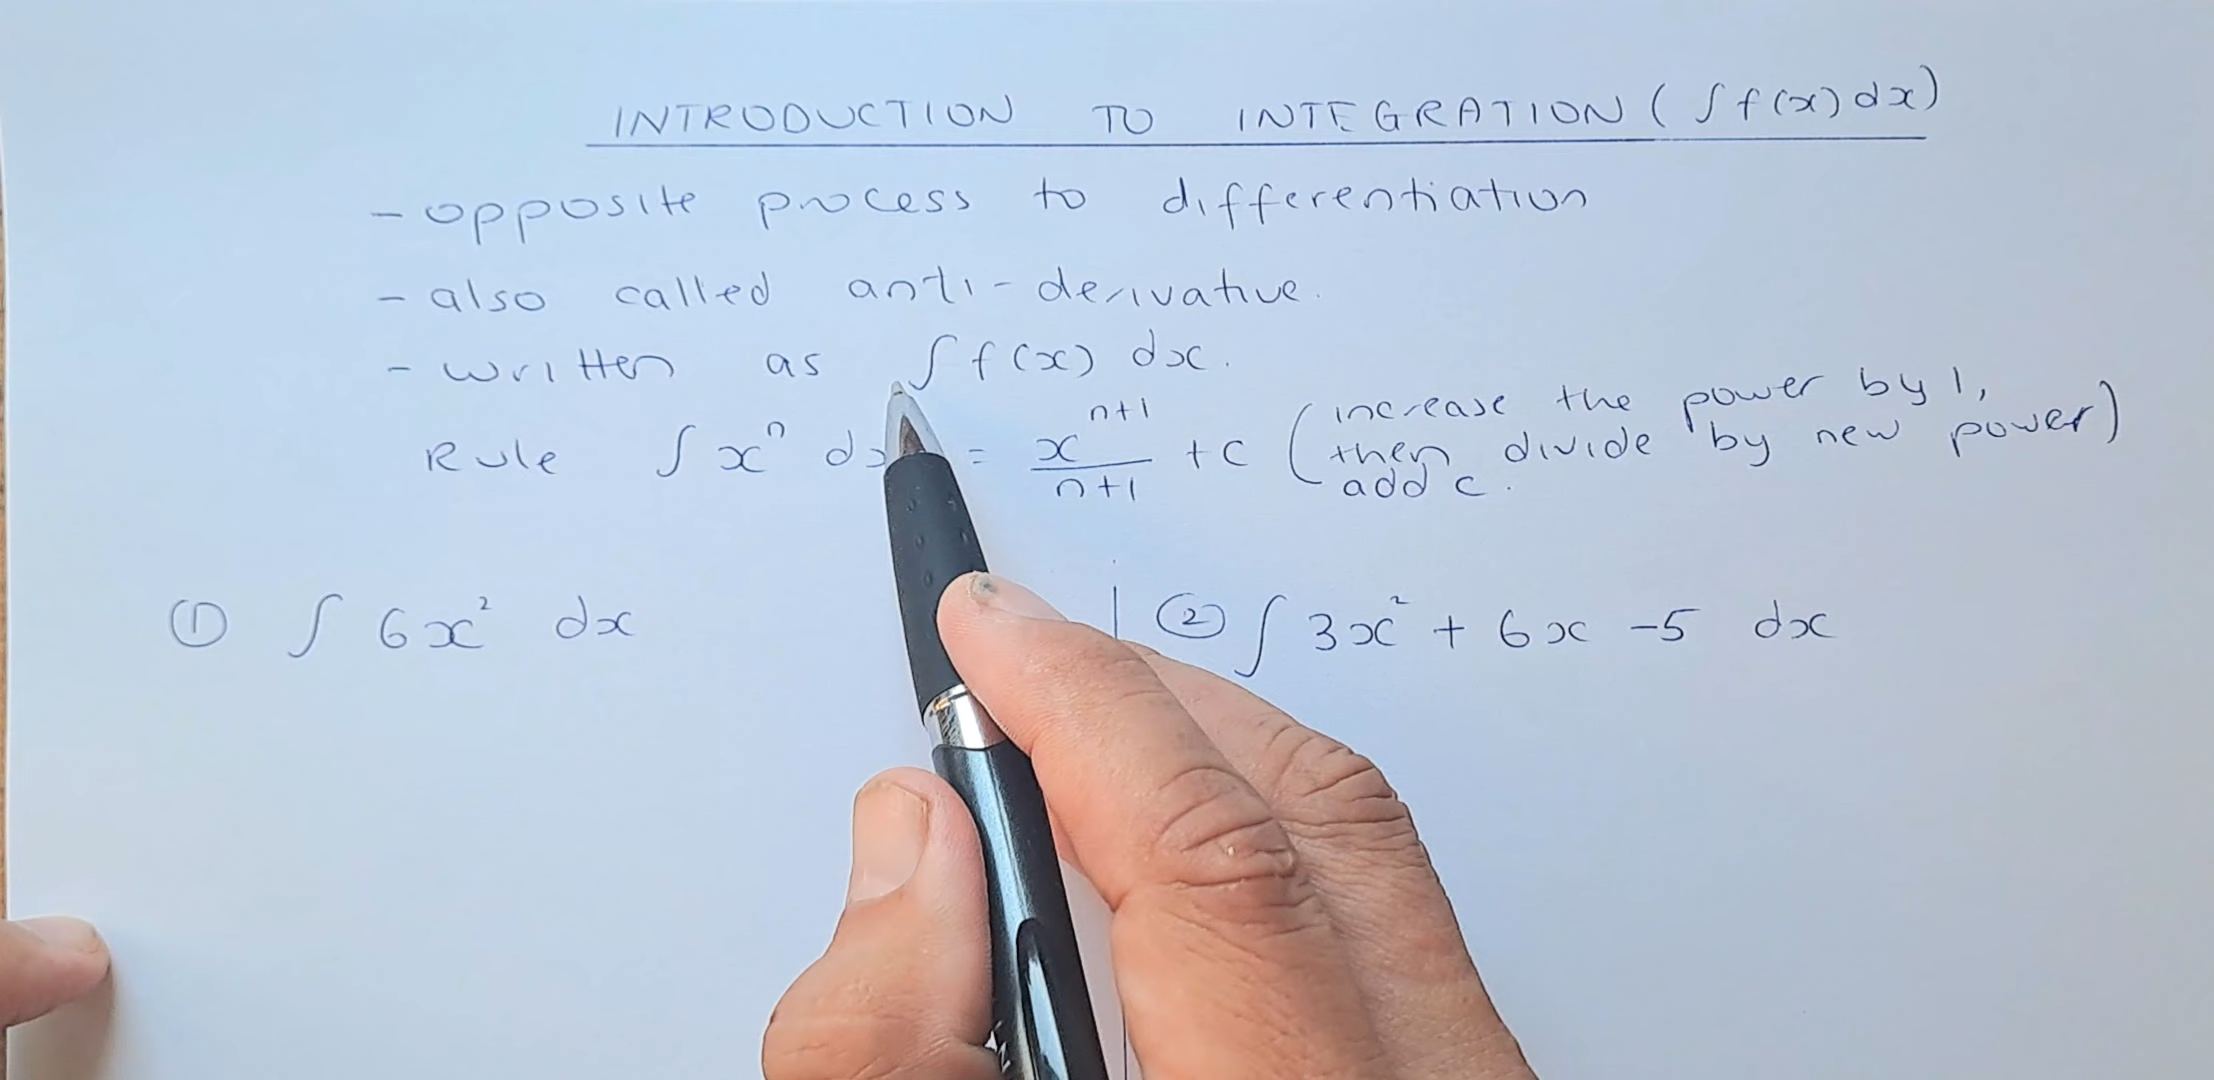 INTRODUCTION TO INTEGRATION (∫f(x)dx)
- opposite process to differentiation
- also called anti-derivative.
- written as ∫f(x) dx.
Rule ∫xⁿ dx = xⁿ⁺¹/n+1 + c (increase the power by 1,
then divide by new power)
add c.
① ∫ 6x² dx
② ∫ 3x² + 6x - 5 dx